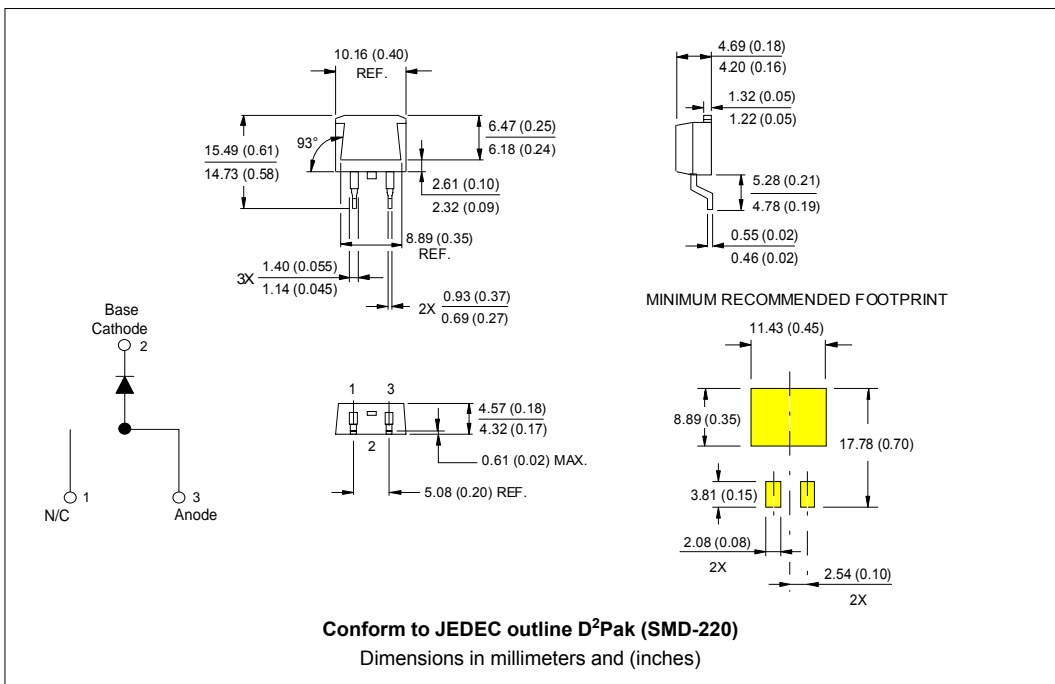 10.16 (0.40)
REF.
93°
15.49 (0.61)
14.73 (0.58)
6.47 (0.25)
6.18 (0.24)
2.61 (0.10)
2.32 (0.09)
8.89 (0.35)
REF.
3X
1.40 (0.055)
1.14 (0.045)
2X
0.93 (0.37)
0.69 (0.27)
4.69 (0.18)
4.20 (0.16)
1.32 (0.05)
1.22 (0.05)
5.28 (0.21)
4.78 (0.19)
0.55 (0.02)
0.46 (0.02)
Base
Cathode
2
1
N/C
3
Anode
1 3
2
4.57 (0.18)
4.32 (0.17)
0.61 (0.02) MAX.
5.08 (0.20) REF.
MINIMUM RECOMMENDED FOOTPRINT
11.43 (0.45)
8.89 (0.35)
17.78 (0.70)
3.81 (0.15)
2.08 (0.08)
2X
2.54 (0.10)
2X
Conform to JEDEC outline D²Pak (SMD-220)
Dimensions in millimeters and (inches)